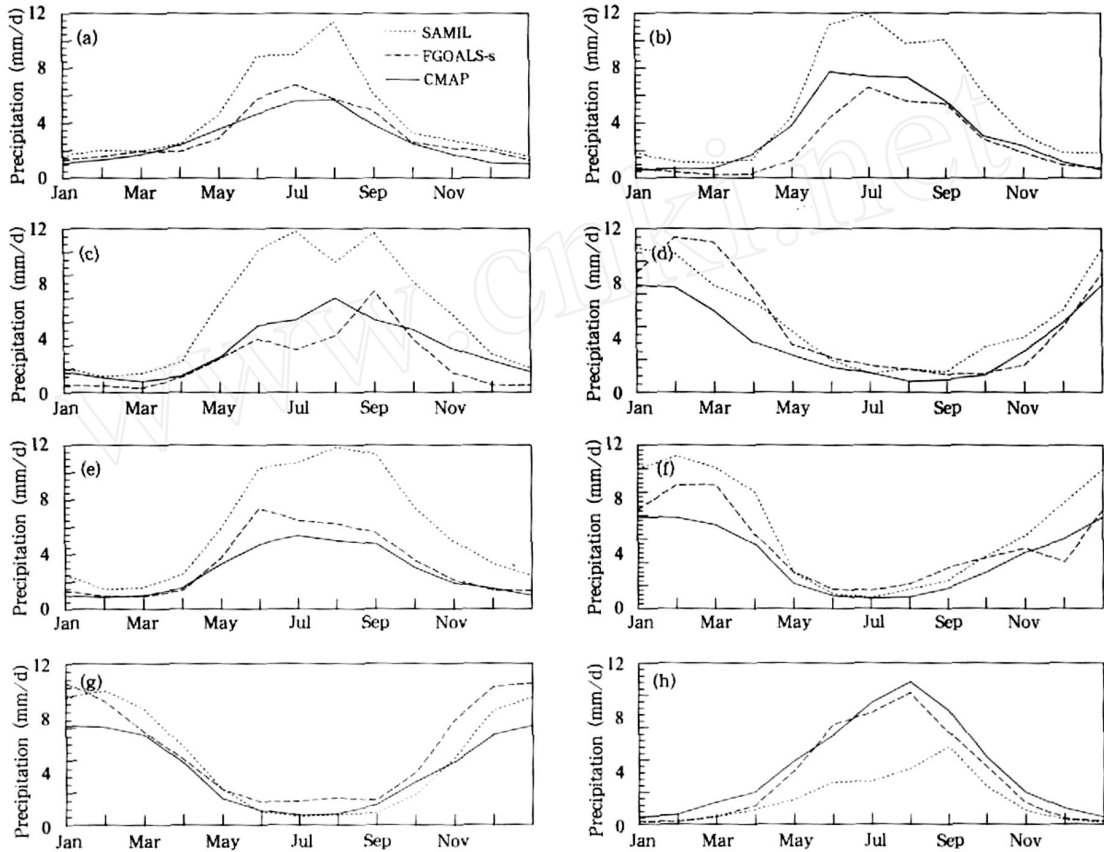 Precipitation (mm/d)
12
8
4
0
(a)
SAMIL
FGOALS-s
CMAP
Jan Mar May Jul Sep Nov
Precipitation (mm/d)
12
8
4
0
(b)
Jan Mar May Jul Sep Nov
Precipitation (mm/d)
12
8
4
0
(c)
Jan Mar May Jul Sep Nov
Precipitation (mm/d)
12
8
4
0
(d)
Jan Mar May Jul Sep Nov
Precipitation (mm/d)
12
8
4
0
(e)
Jan Mar May Jul Sep Nov
Precipitation (mm/d)
12
8
4
0
(f)
Jan Mar May Jul Sep Nov
Precipitation (mm/d)
12
8
4
0
(g)
Jan Mar May Jul Sep Nov
Precipitation (mm/d)
12
8
4
0
(h)
Jan Mar May Jul Sep Nov
www.cnki.net